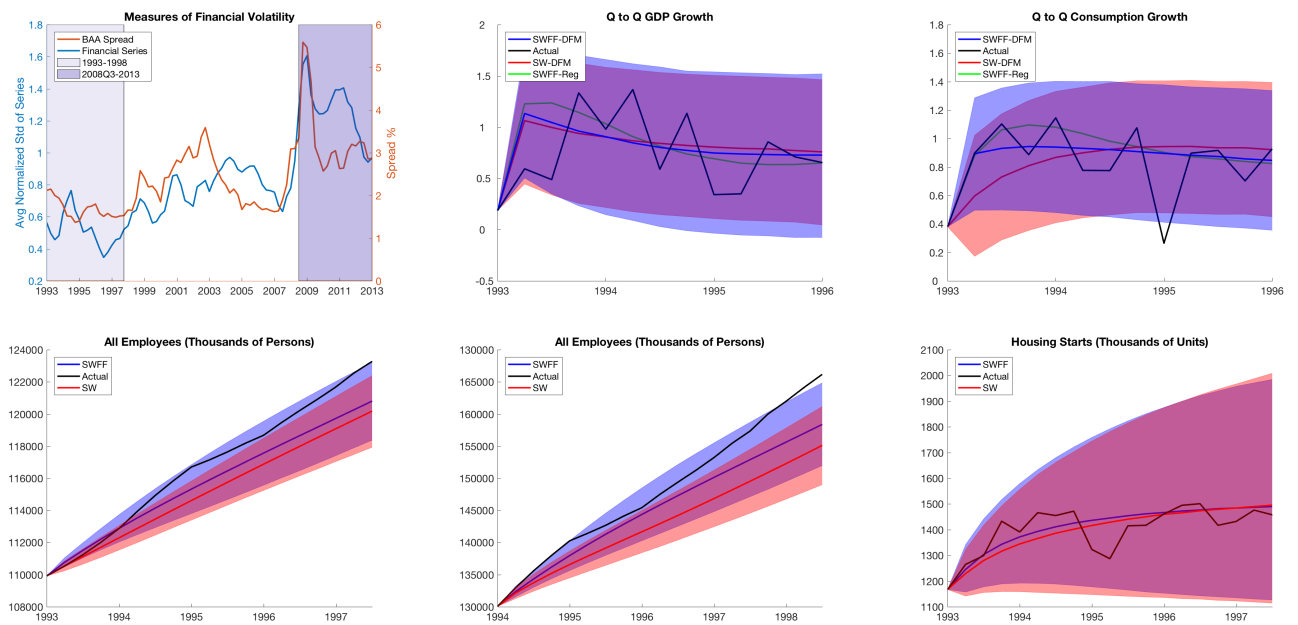 Measures of Financial Volatility
1.8
1.6
1.4
1.2
1
0.8
0.6
0.4
0.2
Avg Normalized Std of Series
6
5
4
3
2
1
0
Spread %
BAA Spread
Financial Series
1993-1998
2008Q3-2013
1993 1995 1997 1999 2001 2003 2005 2007 2009 2011 2013
Q to Q GDP Growth
2
1.5
1
0.5
0
-0.5
SWFF-DFM
Actual
SW-DFM
SWFF-Reg
1993 1994 1995 1996
Q to Q Consumption Growth
1.8
1.6
1.4
1.2
1
0.8
0.6
0.4
0.2
0
SWFF-DFM
Actual
SW-DFM
SWFF-Reg
1993 1994 1995 1996
All Employees (Thousands of Persons)
124000
122000
120000
118000
116000
114000
112000
110000
108000
SWFF
Actual
SW
1993 1994 1995 1996 1997
All Employees (Thousands of Persons)
130000
165000
160000
155000
150000
145000
140000
135000
130000
SWFF
Actual
SW
1994 1995 1996 1997 1998
Housing Starts (Thousands of Units)
2100
2000
1900
1800
1700
1600
1500
1400
1300
1200
1100
SWFF
Actual
SW
1993 1994 1995 1996 1997